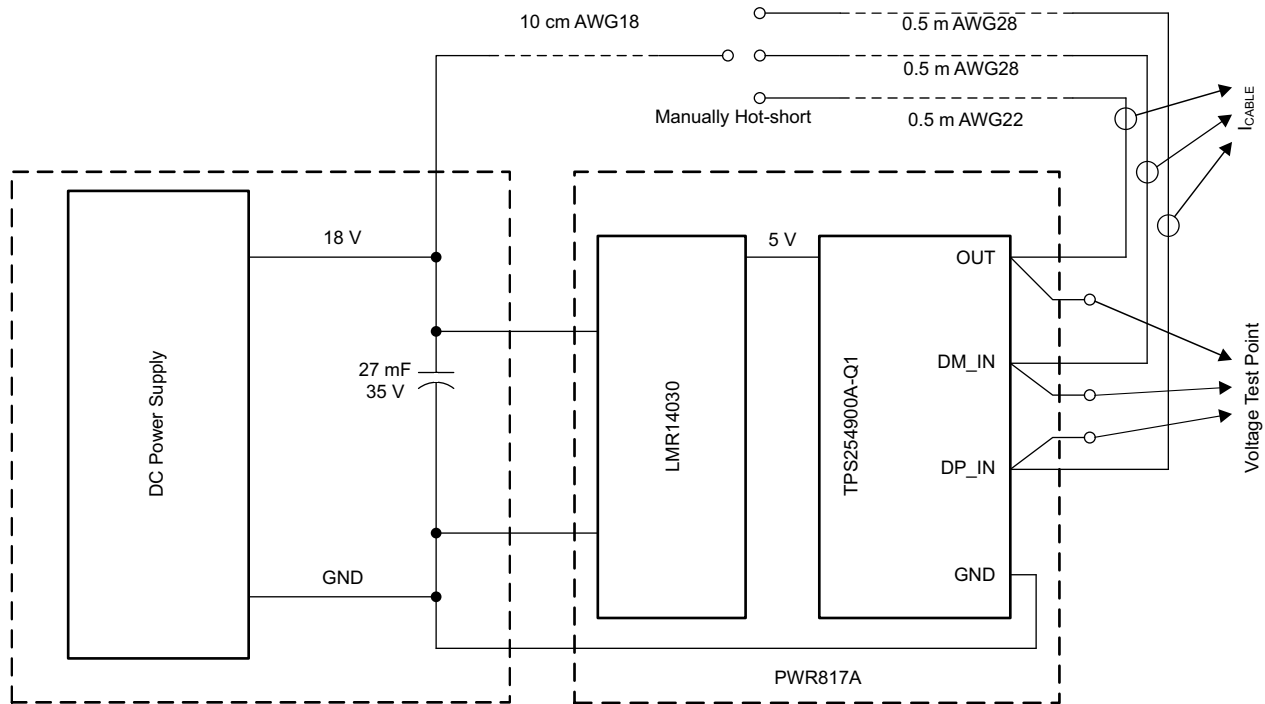 10 cm AWG18
0.5 m AWG28
0.5 m AWG28
Manually Hot-short
0.5 m AWG22
I CABLE
18 V
5 V
OUT
DC Power Supply
27 mF
35 V
LMR14030
TPS254900A-Q1
DM_IN
DP_IN
Voltage Test Point
GND
GND
PWR817A